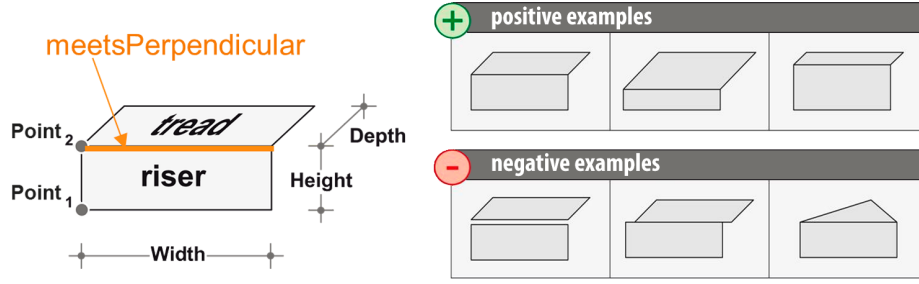 meetsPerpendicular
Point 2
tread
Depth
riser
Height
Point 1
Width
+ positive examples
- negative examples